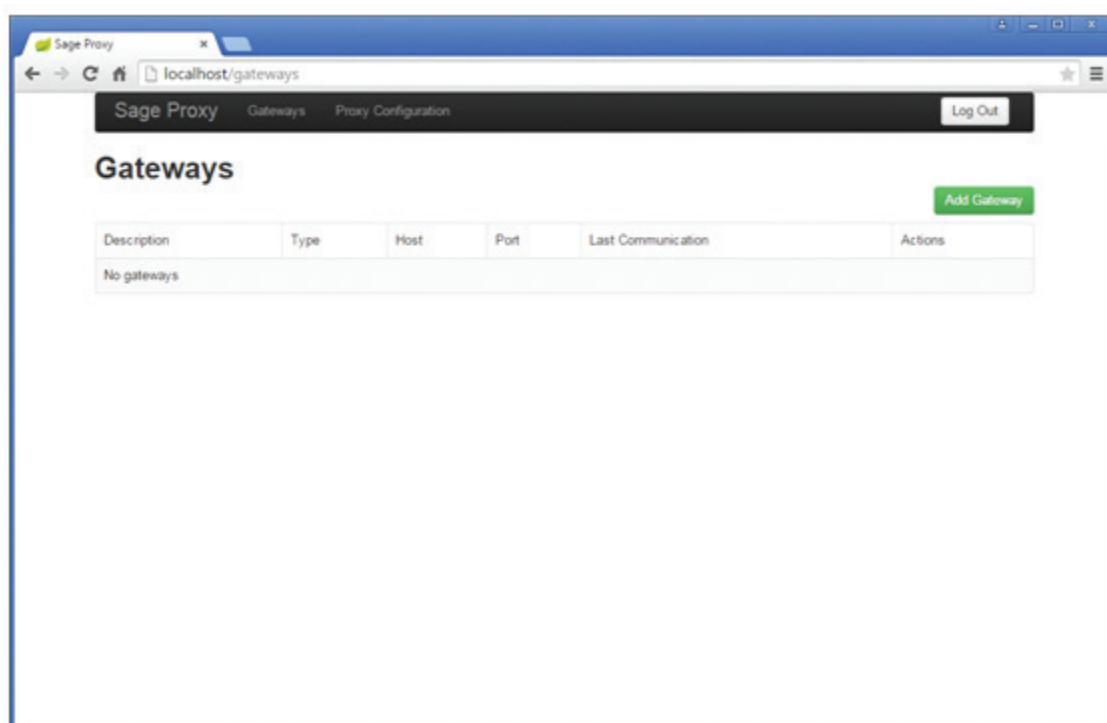 Sage Proxy
localhost/gateways
Sage Proxy Gateways Proxy Configuration Log Out
Gateways
Add Gateway
Description Type Host Port Last Communication Actions
No gateways